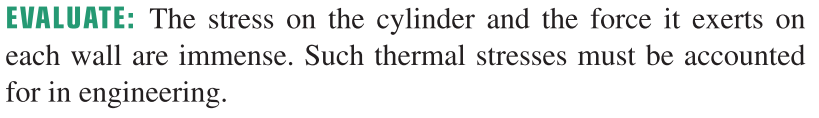 EVALUATE: The stress on the cylinder and the force it exerts on
each wall are immense. Such thermal stresses must be accounted
for in engineering.